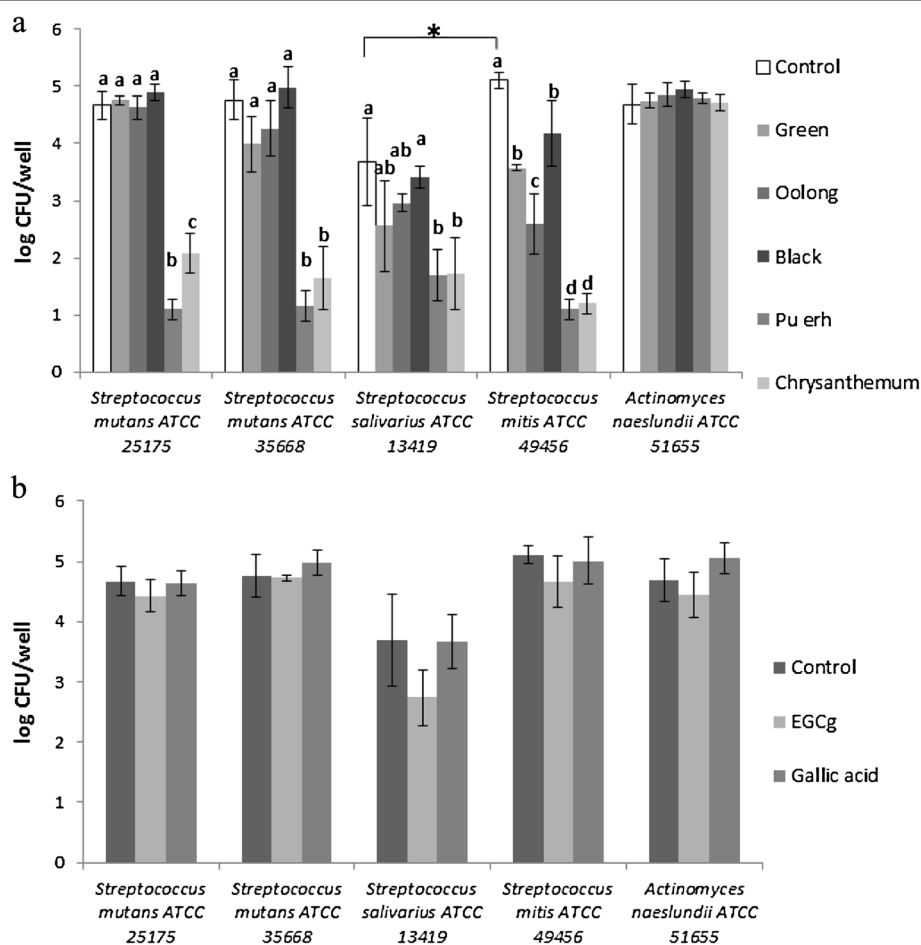 a
6
5
4
3
2
1
0
log CFU/well
a a a a b c
a a a a b b
a ab ab a b b
*
a b c b d d
Streptococcus mutans ATCC 25175
Streptococcus mutans ATCC 35668
Streptococcus salivarius ATCC 13419
Streptococcus mitis ATCC 49456
Actinomyces naeslundii ATCC 51655
Control
Green
Oolong
Black
Pu erh
Chrysanthemum
b
6
5
4
3
2
1
0
log CFU/well
Streptococcus mutans ATCC 25175
Streptococcus mutans ATCC 35668
Streptococcus salivarius ATCC 13419
Streptococcus mitis ATCC 49456
Actinomyces naeslundii ATCC 51655
Control
EGCg
Gallic acid